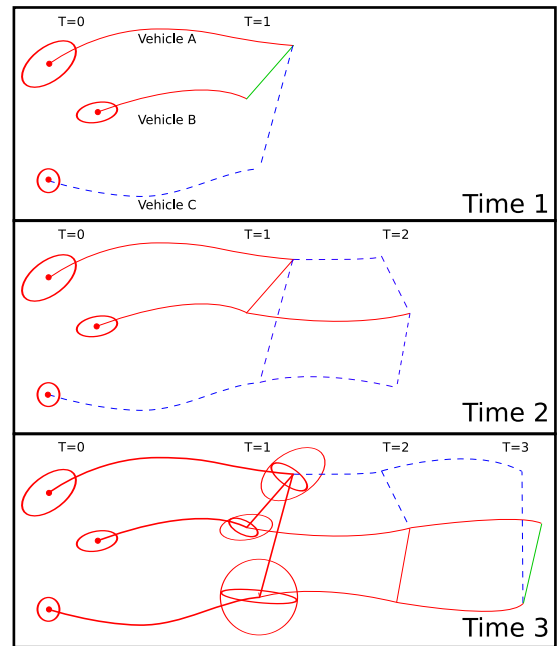 T=0 T=1
Vehicle A
Vehicle B
Vehicle C
Time 1
T=0 T=1 T=2
Time 2
T=0 T=1 T=2 T=3
Time 3